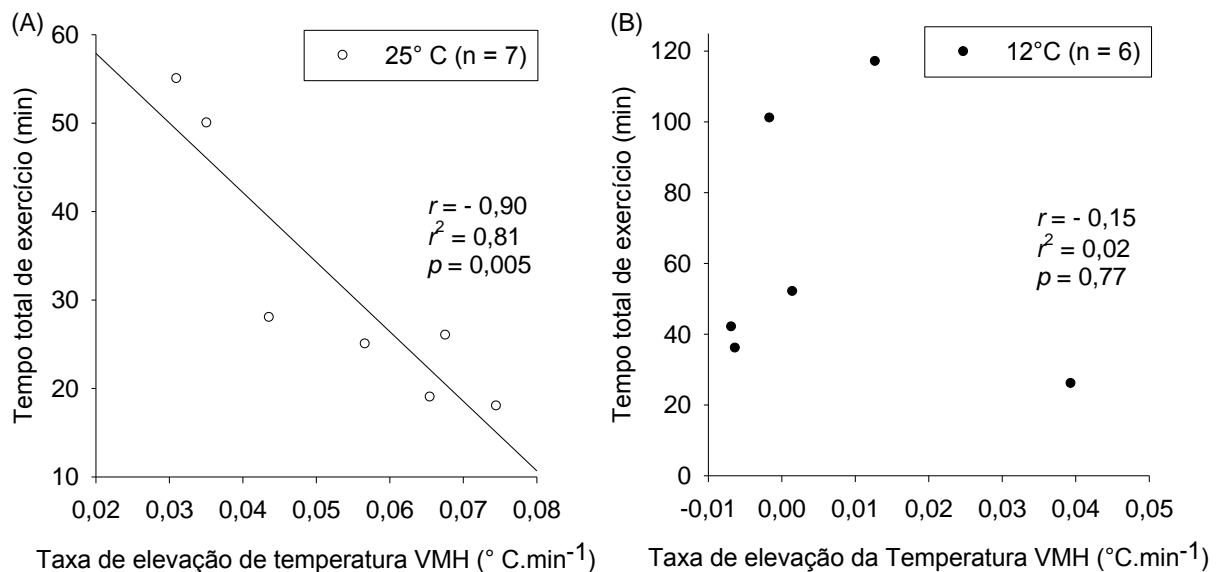 (A)
25° C (n = 7)
Tempo total de exercício (min)
60
50
40
30
20
10
r = - 0,90
r² = 0,81
p = 0,005
0,02 0,03 0,04 0,05 0,06 0,07 0,08
Taxa de elevação de temperatura VMH (° C.min⁻¹)
(B)
12°C (n = 6)
Tempo total de exercício (min)
120
100
80
60
40
20
0
r = - 0,15
r² = 0,02
p = 0,77
-0,01 0,00 0,01 0,02 0,03 0,04 0,05
Taxa de elevação da Temperatura VMH (°C.min⁻¹)